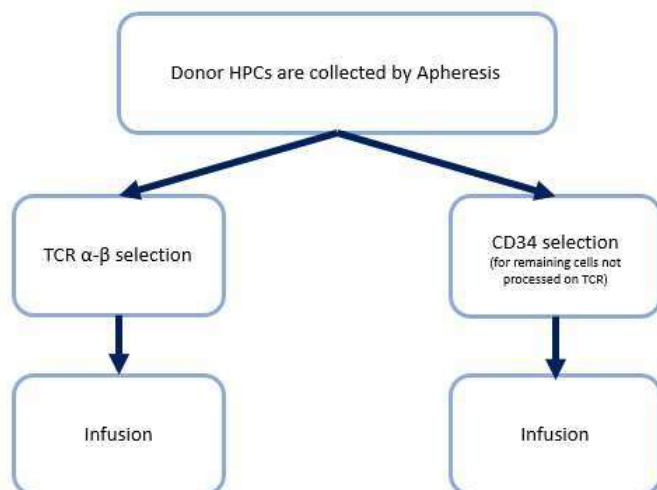 Donor HPCs are collected by Apheresis
TCR α-β selection
CD34 selection
(for remaining cells not
processed on TCR)
Infusion
Infusion